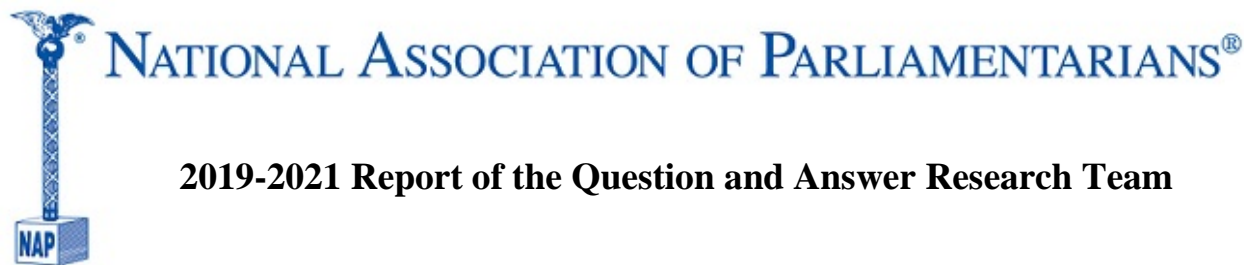 NATIONAL ASSOCIATION OF PARLIAMENTARIANS®
2019-2021 Report of the Question and Answer Research Team
NAP